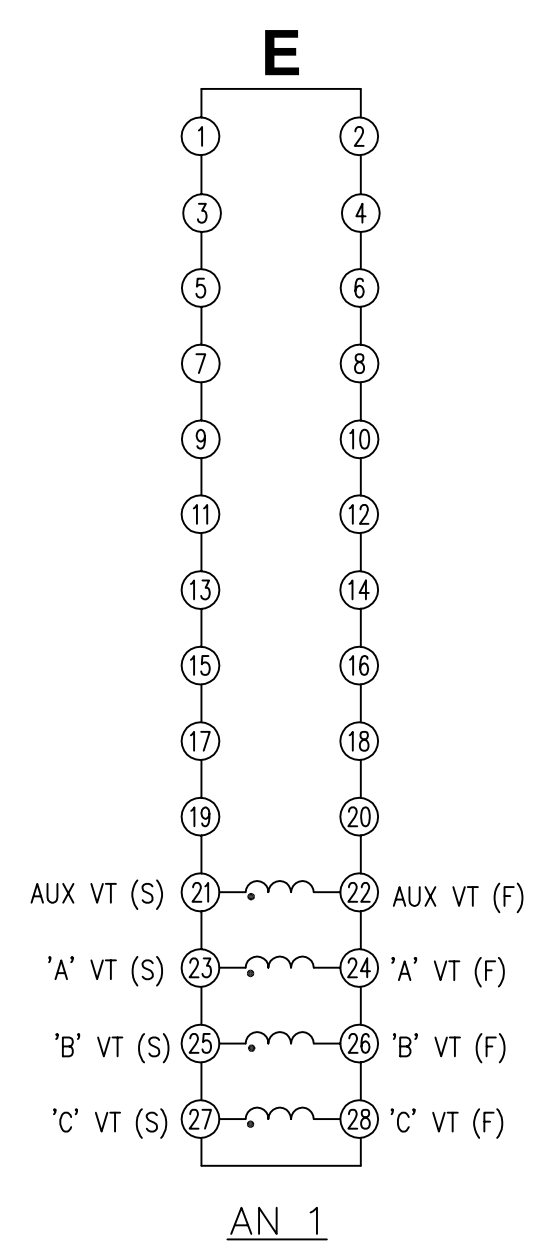 E
1 2
3 4
5 6
7 8
9 10
11 12
13 14
15 16
17 18
19 20
AUX VT (S) 21 22 AUX VT (F)
'A' VT (S) 23 24 'A' VT (F)
'B' VT (S) 25 26 'B' VT (F)
'C' VT (S) 27 28 'C' VT (F)
AN 1